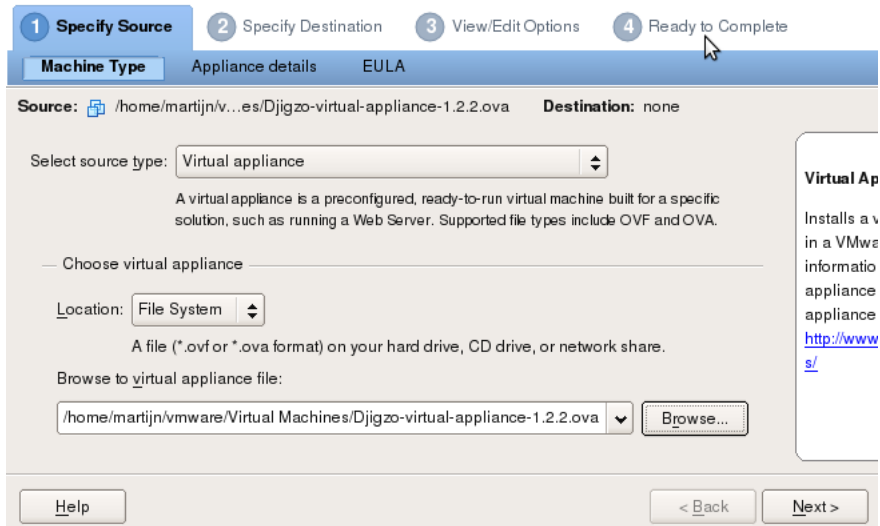 1 Specify Source 2 Specify Destination 3 View/Edit Options 4 Ready to Complete
Machine Type Appliance details EULA
Source: /home/martijn/v...es/Djigzo-virtual-appliance-1.2.2.ova Destination: none
Select source type: Virtual appliance
A virtual appliance is a preconfigured, ready-to-run virtual machine built for a specific
solution, such as running a Web Server. Supported file types include OVF and OVA.
Choose virtual appliance
Location: File System
A file (*.ovf or *.ova format) on your hard drive, CD drive, or network share.
Browse to virtual appliance file:
/home/martijn/vmware/Virtual Machines/Djigzo-virtual-appliance-1.2.2.ova Browse...
Virtual Ap
Installs a v
in a VMwa
informatio
appliance
appliance
http://www
s/
Help < Back Next >